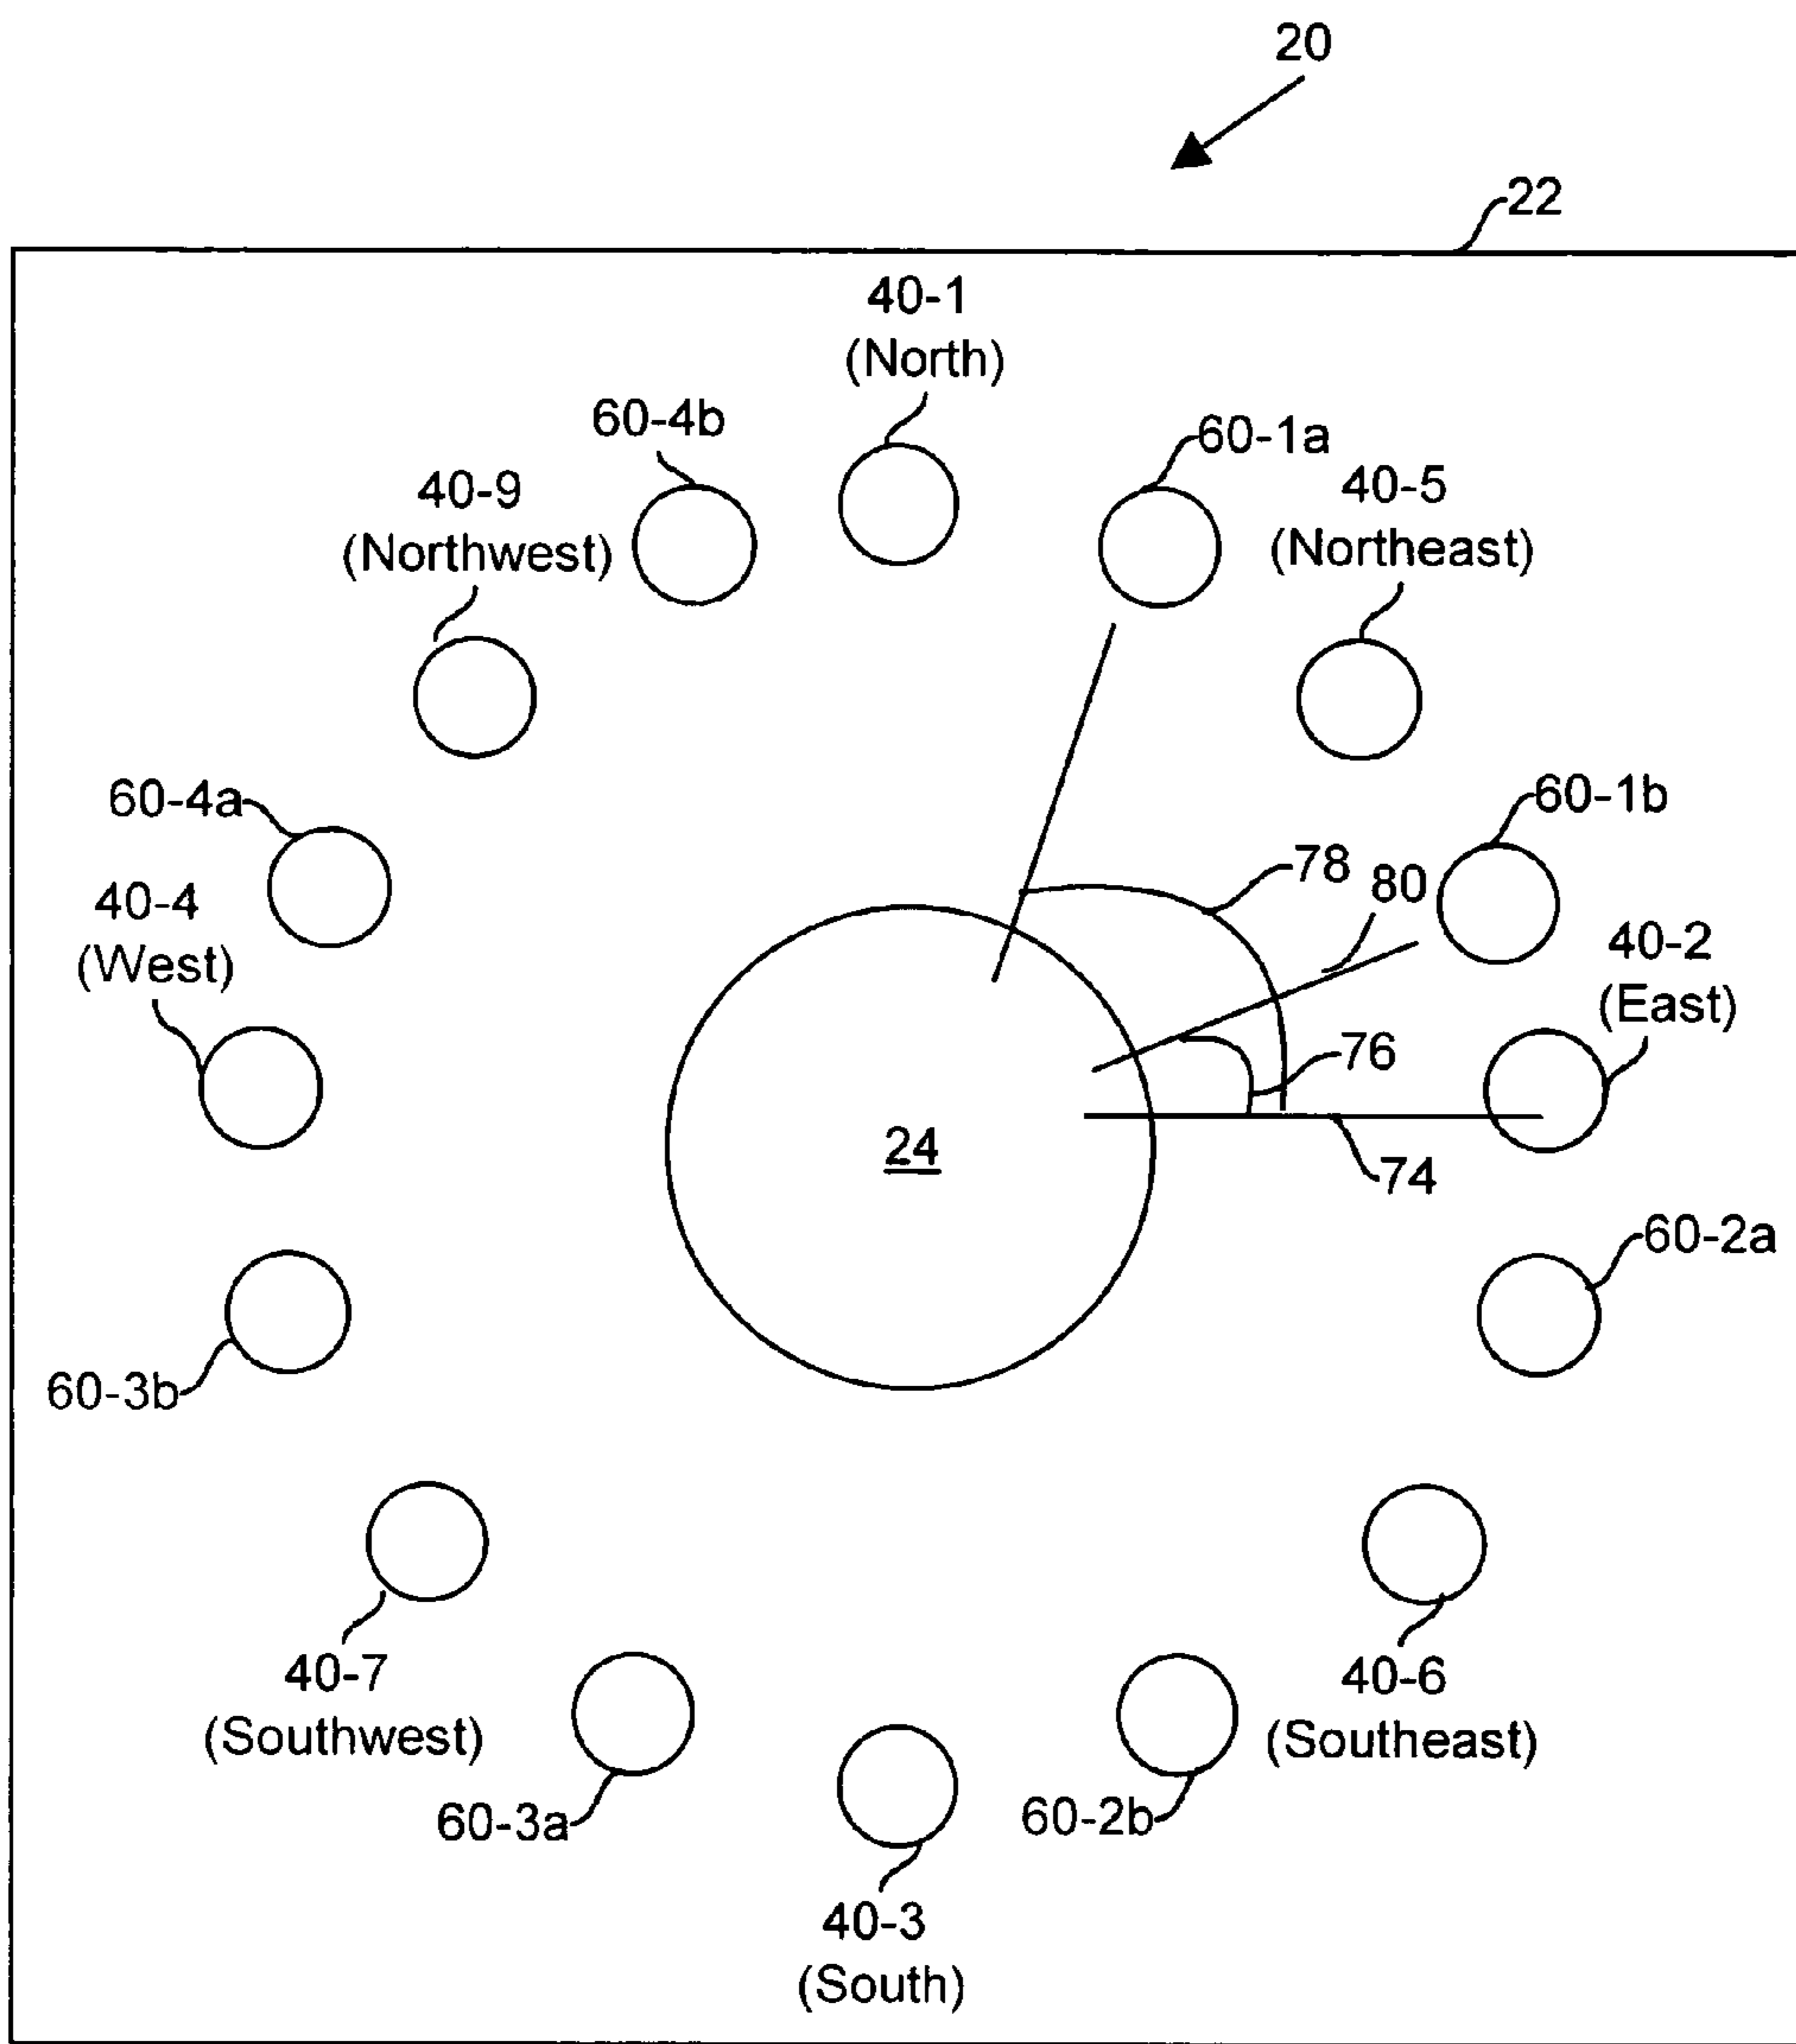 20
22
40-1
(North)
60-4b
60-1a
40-9
(Northwest)
40-5
(Northeast)
60-4a
60-1b
78
80
40-4
(West)
40-2
(East)
76
24
74
60-2a
60-3b
40-7
(Southwest)
40-6
(Southeast)
60-3a
60-2b
40-3
(South)